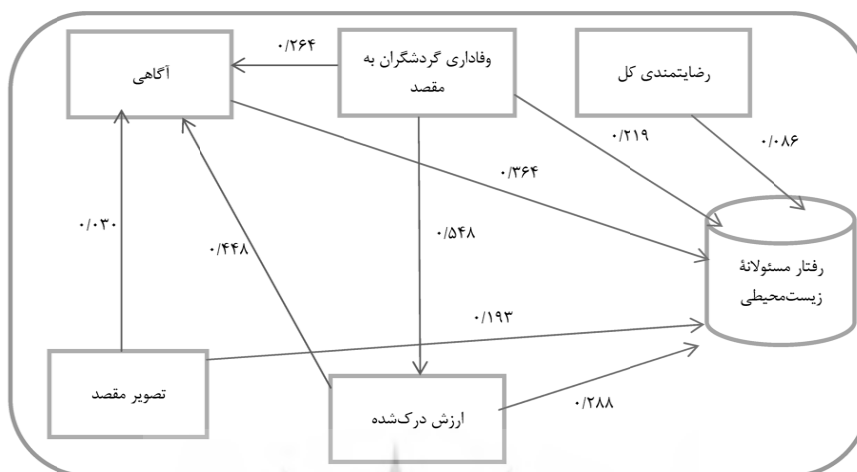 رضایتمندی کل
وفاداری گردشگران به
مقصد
آگاهی
۰/۲۶۴
۰/۲۱۹
۰/۰۸۶
۰/۳۶۴
۰/۰۳۰
۰/۴۴۸
۰/۵۴۸
رفتار مسئولانهٔ
زیست‌محیطی
۰/۱۹۳
تصویر مقصد
ارزش درک‌شده
۰/۲۸۸